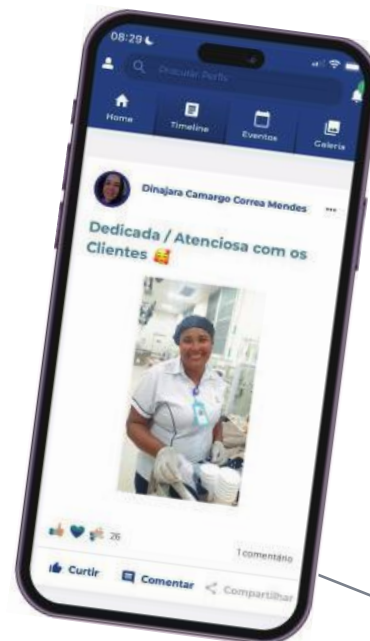 08:29
Procurar Perfis
Home
Timeline
Eventos
Galeria
Dinajara Camargo Correa Mendes
Dedicada / Atenciosa com os
Clientes
26
1 comentário
Curtir
Comentar
Compartilhar